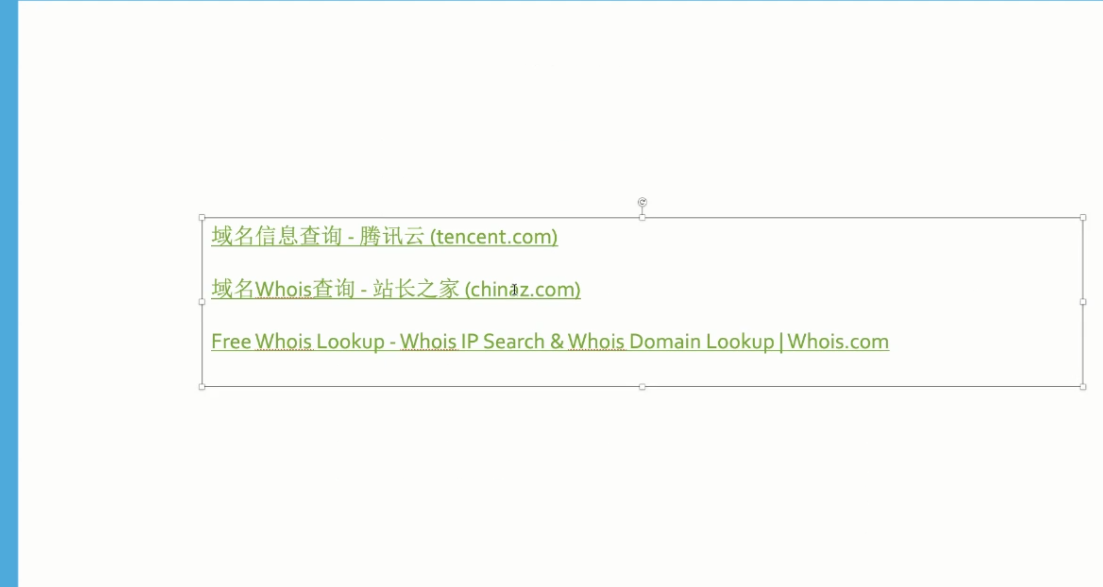 域名信息查询 - 腾讯云 (tencent.com)
域名Whois查询 - 站长之家 (chinaz.com)
Free Whois Lookup - Whois IP Search & Whois Domain Lookup | Whois.com